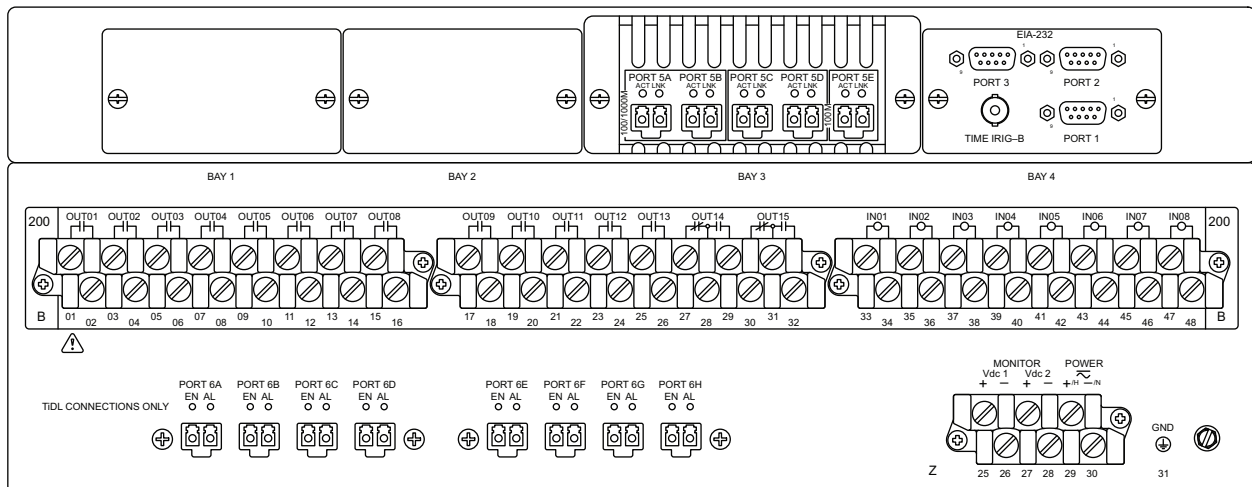 EIA-232
1 1
9 9
PORT 3 PORT 2
PORT 5A PORT 5B PORT 5C PORT 5D PORT 5E
ACT LNK ACT LNK ACT LNK ACT LNK ACT LNK
100/1000M 100M
1
9
TIME IRIG–B PORT 1
BAY 1 BAY 2 BAY 3 BAY 4
200 OUT01 OUT02 OUT03 OUT04 OUT05 OUT06 OUT07 OUT08 OUT09 OUT10 OUT11 OUT12 OUT13 OUT14 OUT15 IN01 IN02 IN03 IN04 IN05 IN06 IN07 IN08 200
B 01 02 03 04 05 06 07 08 09 10 11 12 13 14 15 16 17 18 19 20 21 22 23 24 25 26 27 28 29 30 31 32 33 34 35 36 37 38 39 40 41 42 43 44 45 46 47 48 B
!
MONITOR POWER
Vdc 1 Vdc 2
+ − + − +/H −/N
PORT 6A PORT 6B PORT 6C PORT 6D PORT 6E PORT 6F PORT 6G PORT 6H
EN AL EN AL EN AL EN AL EN AL EN AL EN AL EN AL
TiDL CONNECTIONS ONLY
GND
Z 25 26 27 28 29 30 31